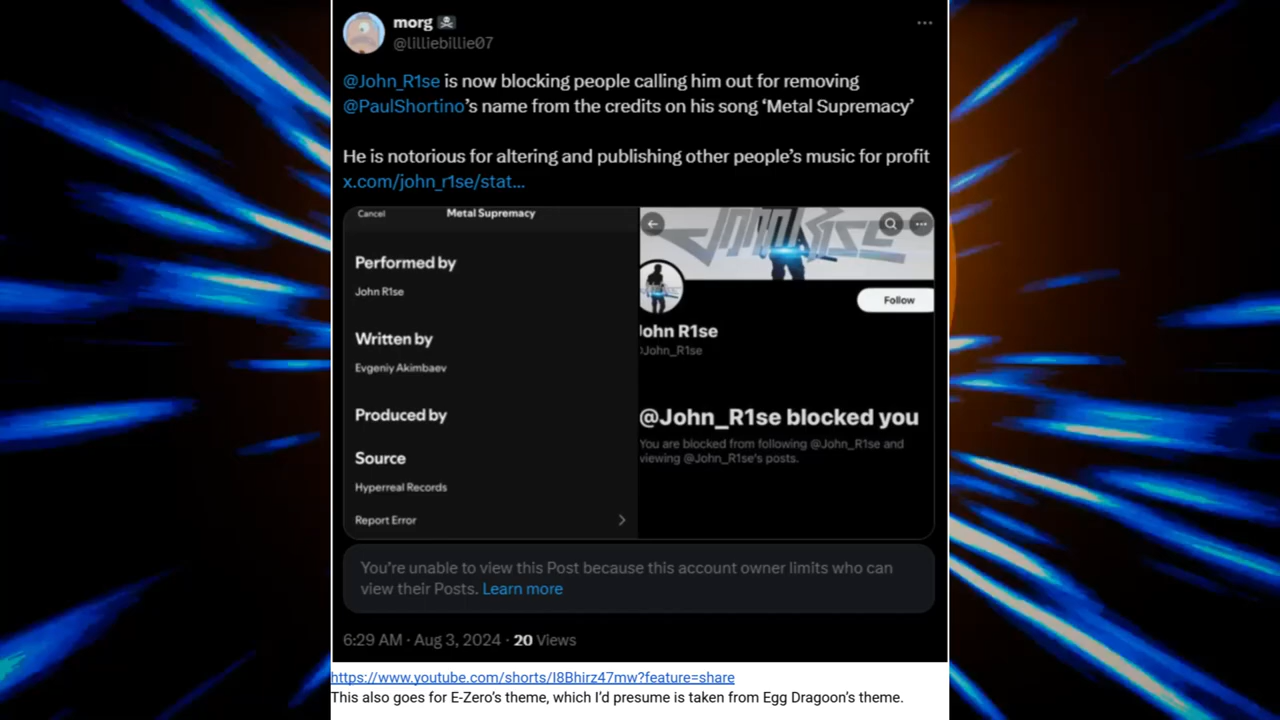 morg
@lilliebillie07
@John_R1se is now blocking people calling him out for removing
@PaulShortino's name from the credits on his song ‘Metal Supremacy’
He is notorious for altering and publishing other people's music for profit
x.com/john_r1se/stat...
Cancel
Metal Supremacy
Performed by
John R1se
Written by
Evgeniy Akimbaev
Produced by
Source
Hyperreal Records
Report Error
JOHN R1SE
Follow
John R1se
@John_R1se
@John_R1se blocked you
You are blocked from following @John_R1se and
viewing @John_R1se's posts.
You're unable to view this Post because this account owner limits who can
view their Posts. Learn more
6:29 AM · Aug 3, 2024 · 20 Views
https://www.youtube.com/shorts/I8Bhirz47mw?feature=share
This also goes for E-Zero's theme, which I'd presume is taken from Egg Dragoon's theme.